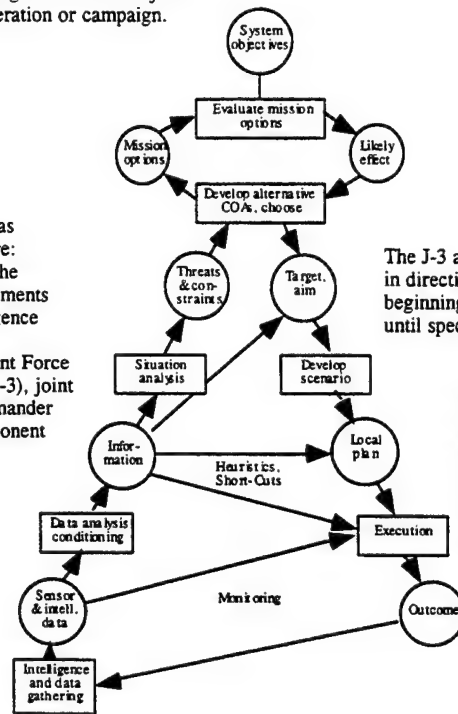 eration or campaign.
System
objectives
Evaluate mission
options
Mission
options
Likely
effect
Develop alternative
COAs, choose
as
re:
the
ments
gence
nt Force
-3), joint
mander
onent
Threats
& con-
straints
Target,
aim
The J-3 a
in directi
beginning
until spec
Situation
analysis
Develop
scenario
Infor-
mation
Heuristics,
Short-Cuts
Local
plan
Data analysis
conditioning
Execution
Sensor
& intell.
data
Monitoring
Outcome
Intelligence
and data
gathering